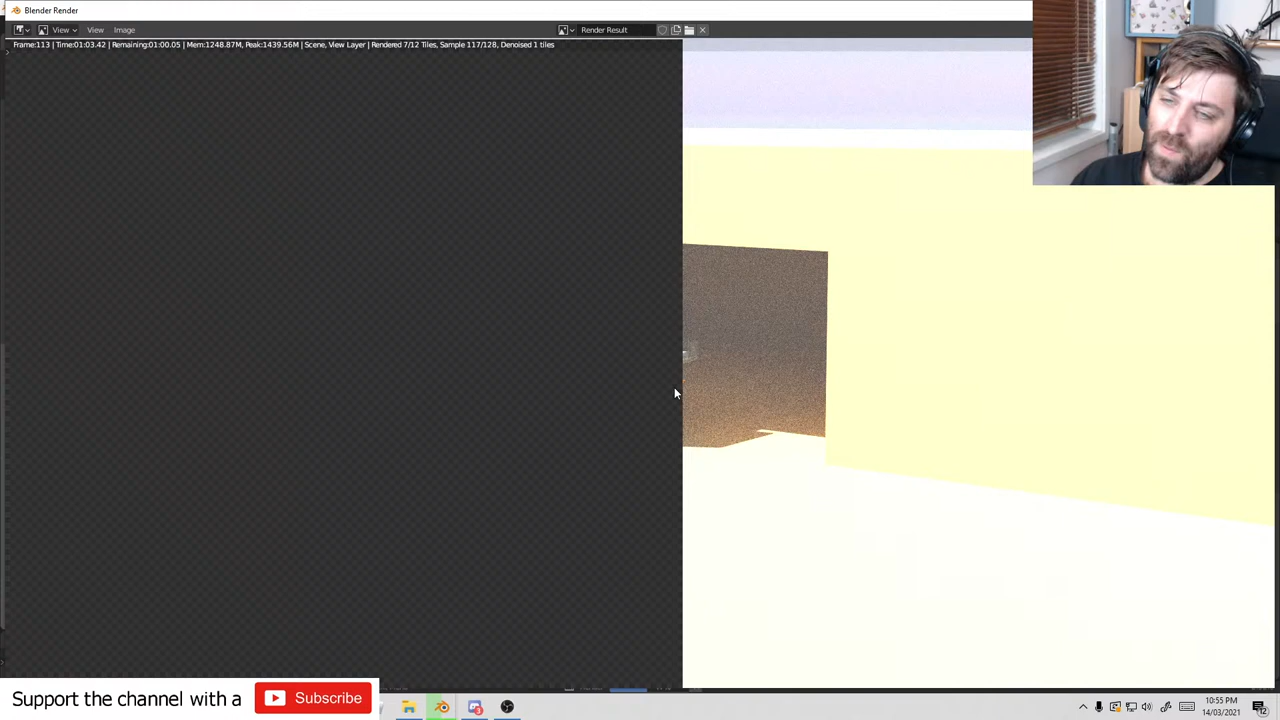 Blender Render
View View Image Render Result
Frame:113 | Time:01:03.42 | Remaining:01:00.05 | Mem:1248.87M, Peak:1439.56M | Scene, View Layer | Rendered 7/12 Tiles, Sample 117/128, Denoised 1 tiles
Support the channel with a Subscribe
10:55 PM
14/03/2021